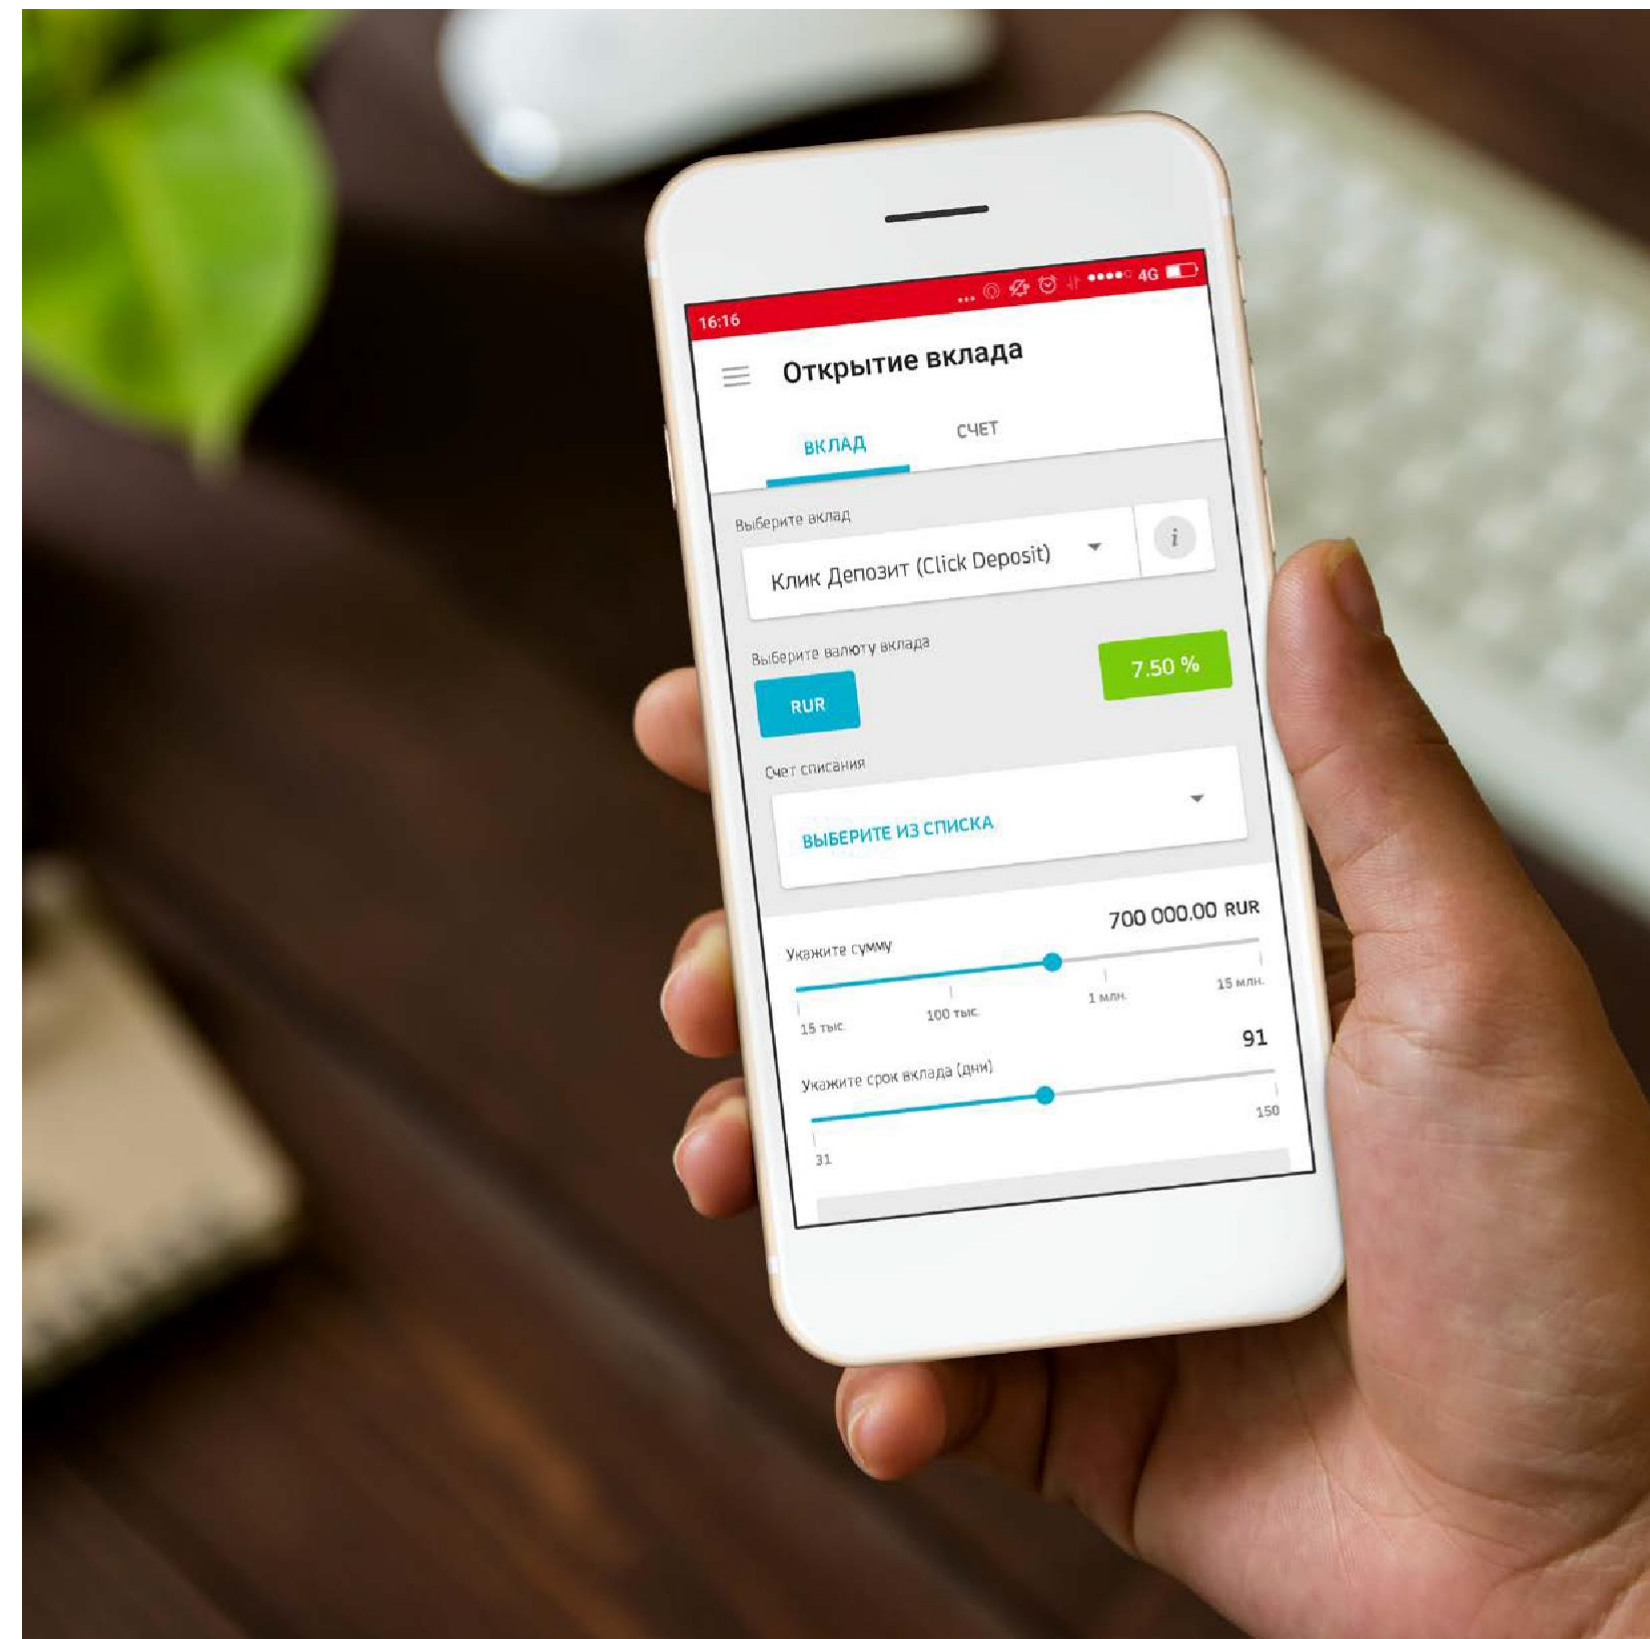 16:16 ... 4G
Открытие вклада
ВКЛАД СЧЕТ
Выберите вклад
Клик Депозит (Click Deposit) i
Выберите валюту вклада
RUR 7.50 %
Счет списания
ВЫБЕРИТЕ ИЗ СПИСКА
Укажите сумму 700 000.00 RUR
15 тыс. 100 тыс. 1 млн. 15 млн.
Укажите срок вклада (дни) 91
31 150